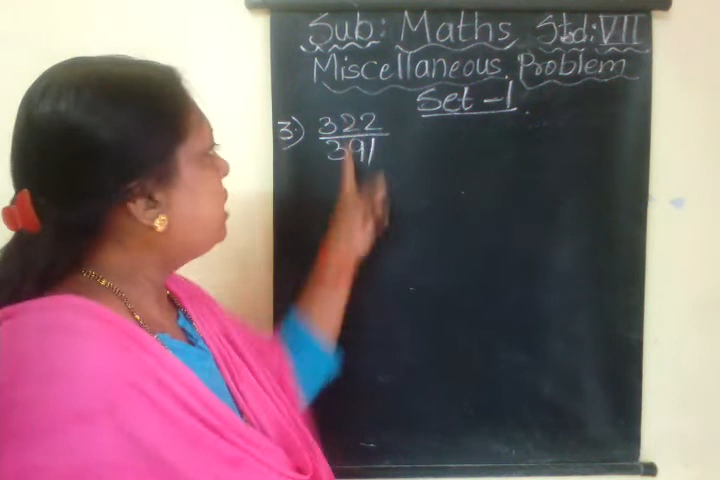 Sub: Maths Std: VII
Miscellaneous Problem
Set -1
3) 322
391